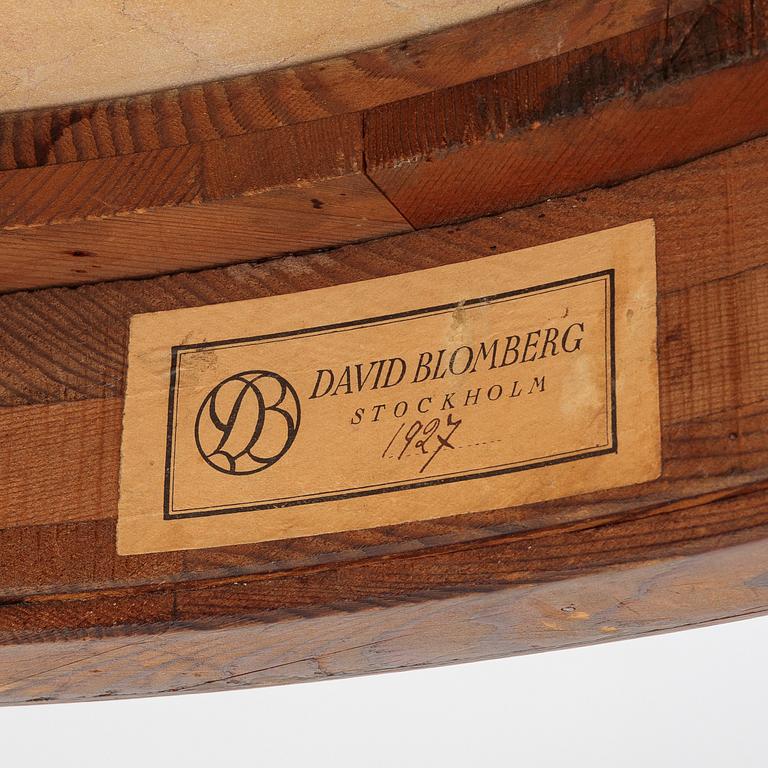 DB
DAVID BLOMBERG
STOCKHOLM
1927